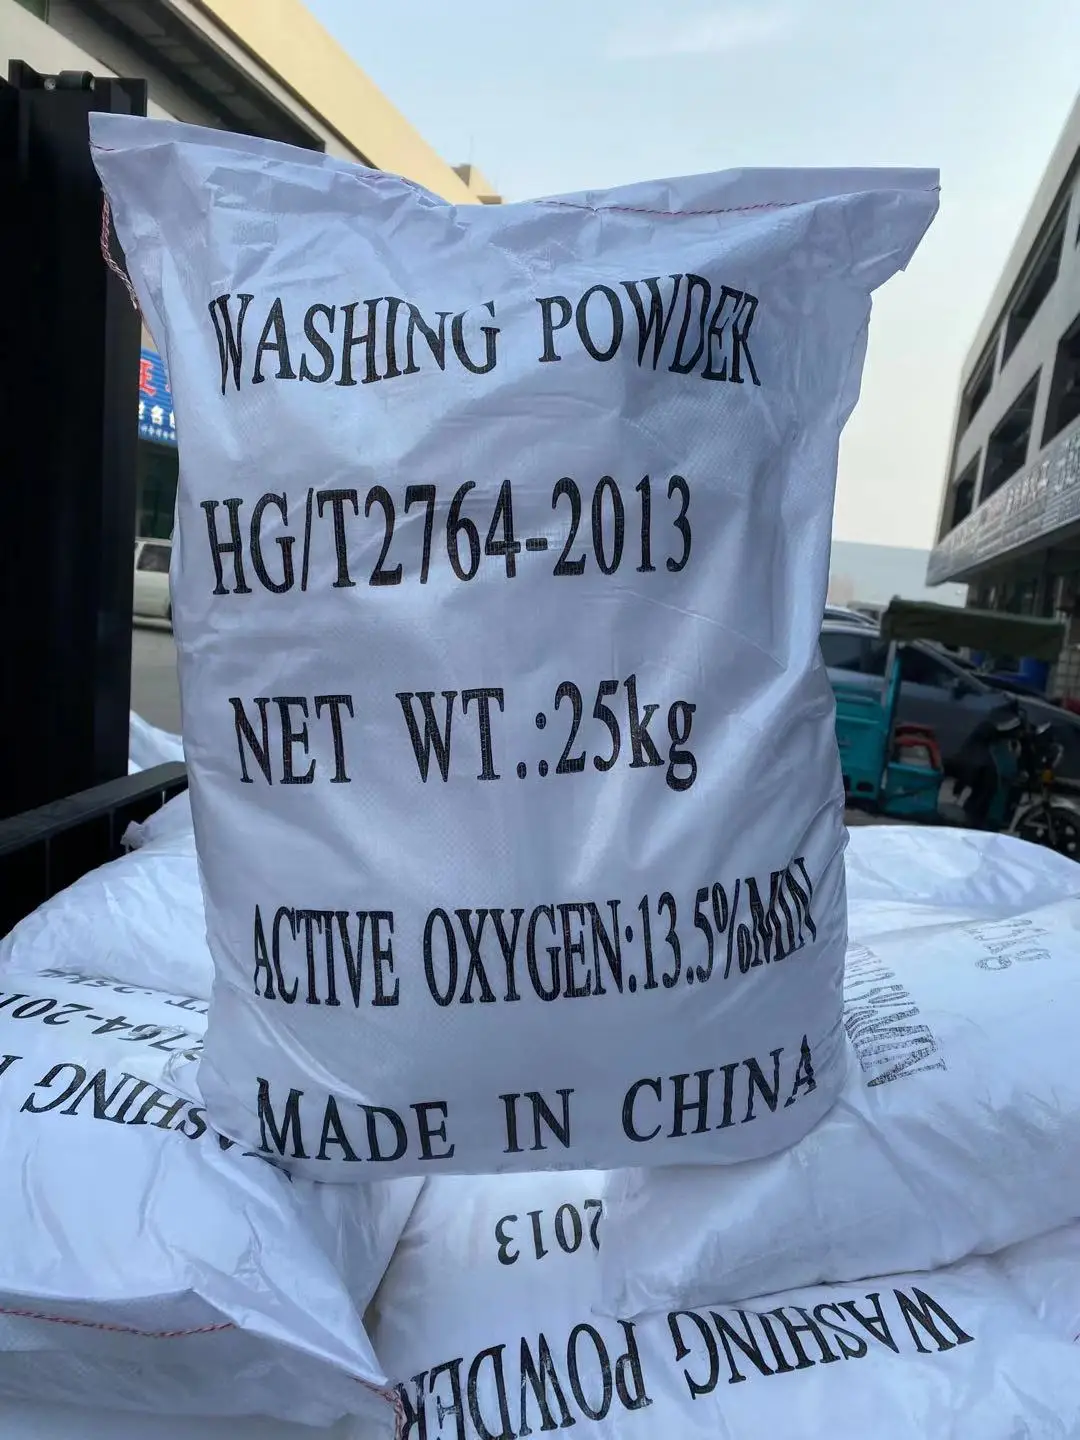 WASHING POWDER
HG/T2764-2013
NET WT.:25kg
ACTIVE OXYGEN:13.5%MIN
MADE IN CHINA
2013
WASHING POWDER